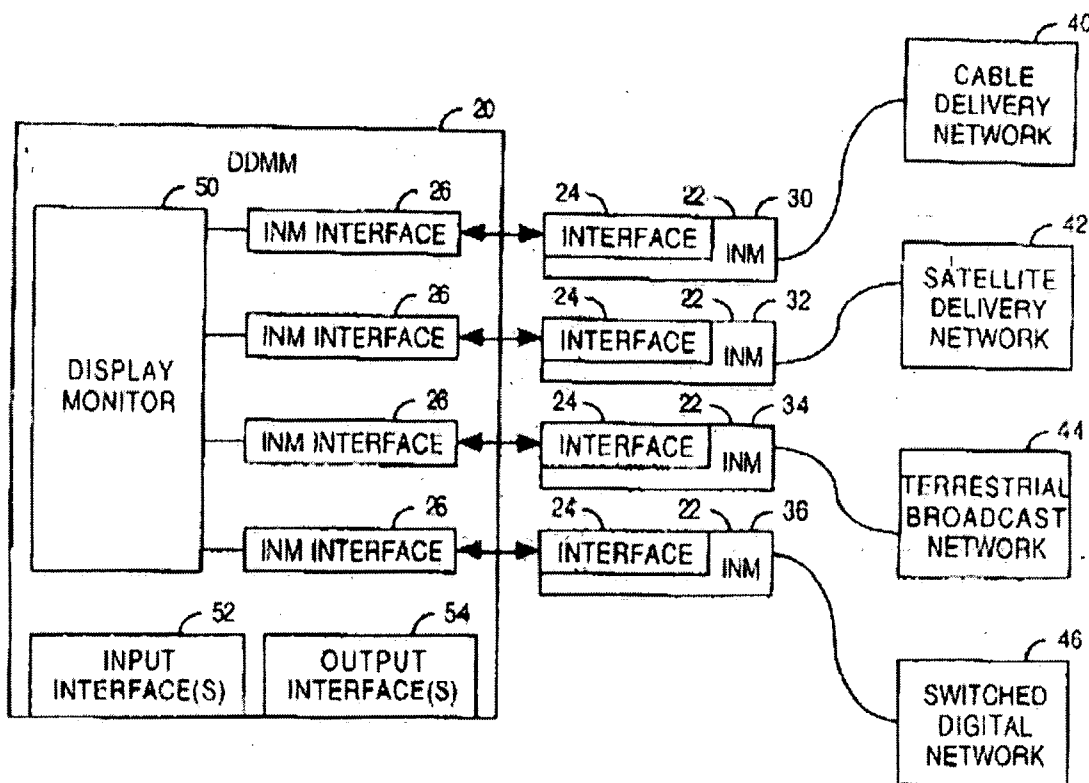 40
CABLE
DELIVERY
NETWORK
20
DDMM
50
DISPLAY
MONITOR
26
INM INTERFACE
24
INTERFACE
22
30
INM
42
SATELLITE
DELIVERY
NETWORK
26
INM INTERFACE
24
INTERFACE
22
32
INM
26
INM INTERFACE
24
INTERFACE
22
34
INM
44
TERRESTRIAL
BROADCAST
NETWORK
26
INM INTERFACE
24
INTERFACE
22
36
INM
52
INPUT
INTERFACE(S)
54
OUTPUT
INTERFACE(S)
46
SWITCHED
DIGITAL
NETWORK